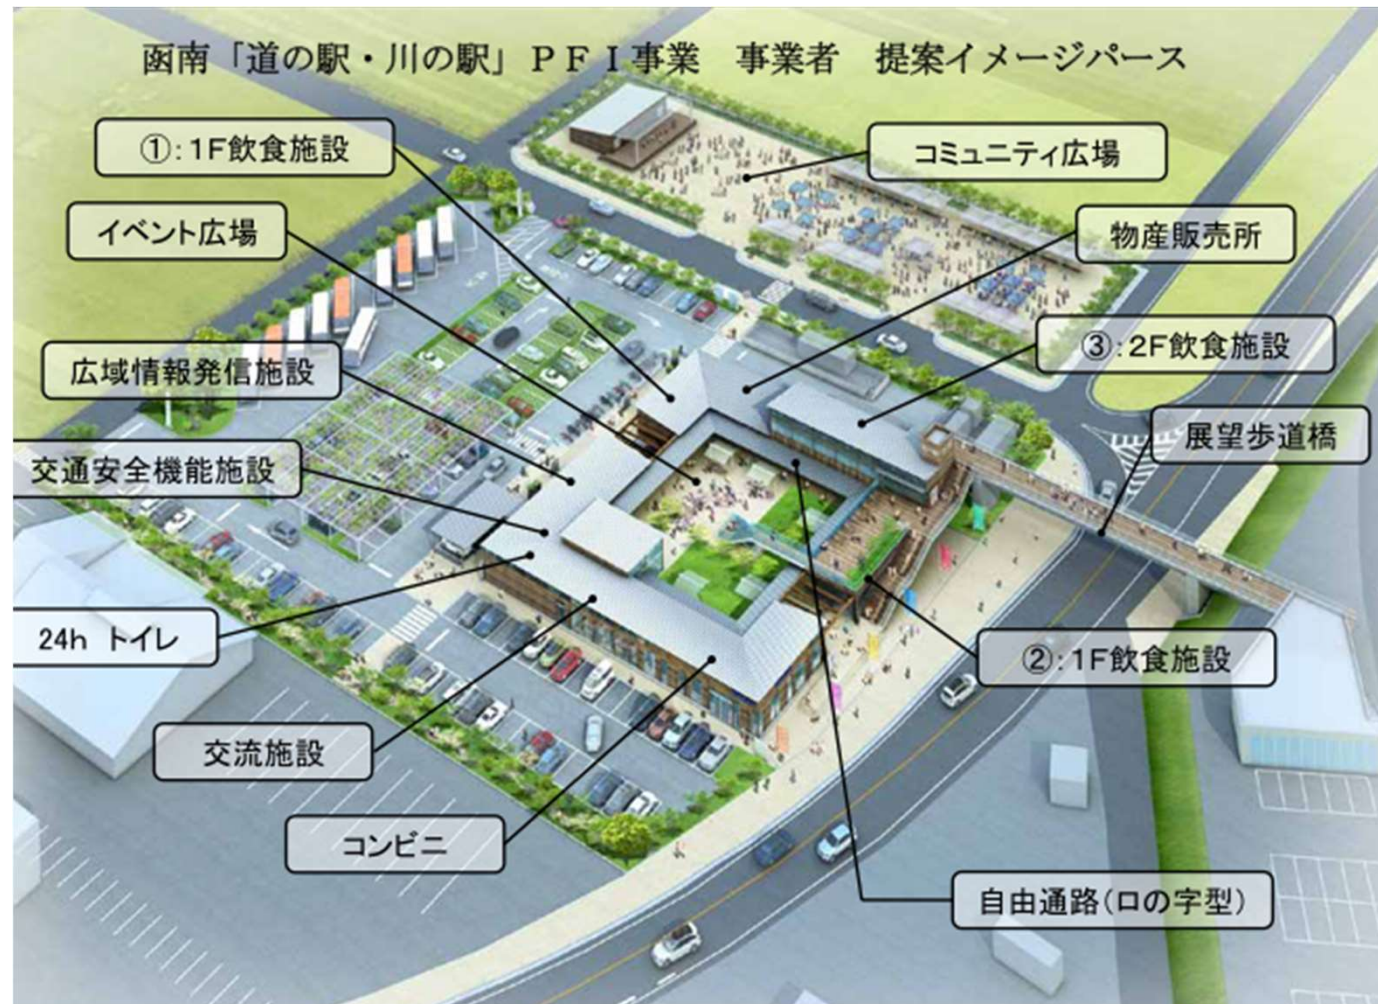 函南「道の駅・川の駅」ＰＦＩ事業　事業者　提案イメージパース
①：１Ｆ飲食施設
コミュニティ広場
イベント広場
物産販売所
③：２Ｆ飲食施設
広域情報発信施設
展望歩道橋
交通安全機能施設
24h トイレ
②：１Ｆ飲食施設
交流施設
コンビニ
自由通路（ロの字型）